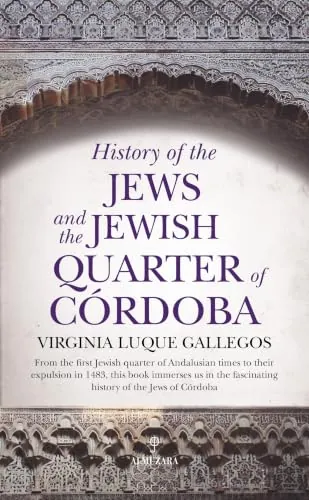 History of the
JEWS
and the JEWISH
QUARTER of
CÓRDOBA
VIRGINIA LUQUE GALLEGOS
From the first Jewish quarter of Andalusian times to their
expulsion in 1483, this book immerses us in the fascinating
history of the Jews of Córdoba
ALMUZARA